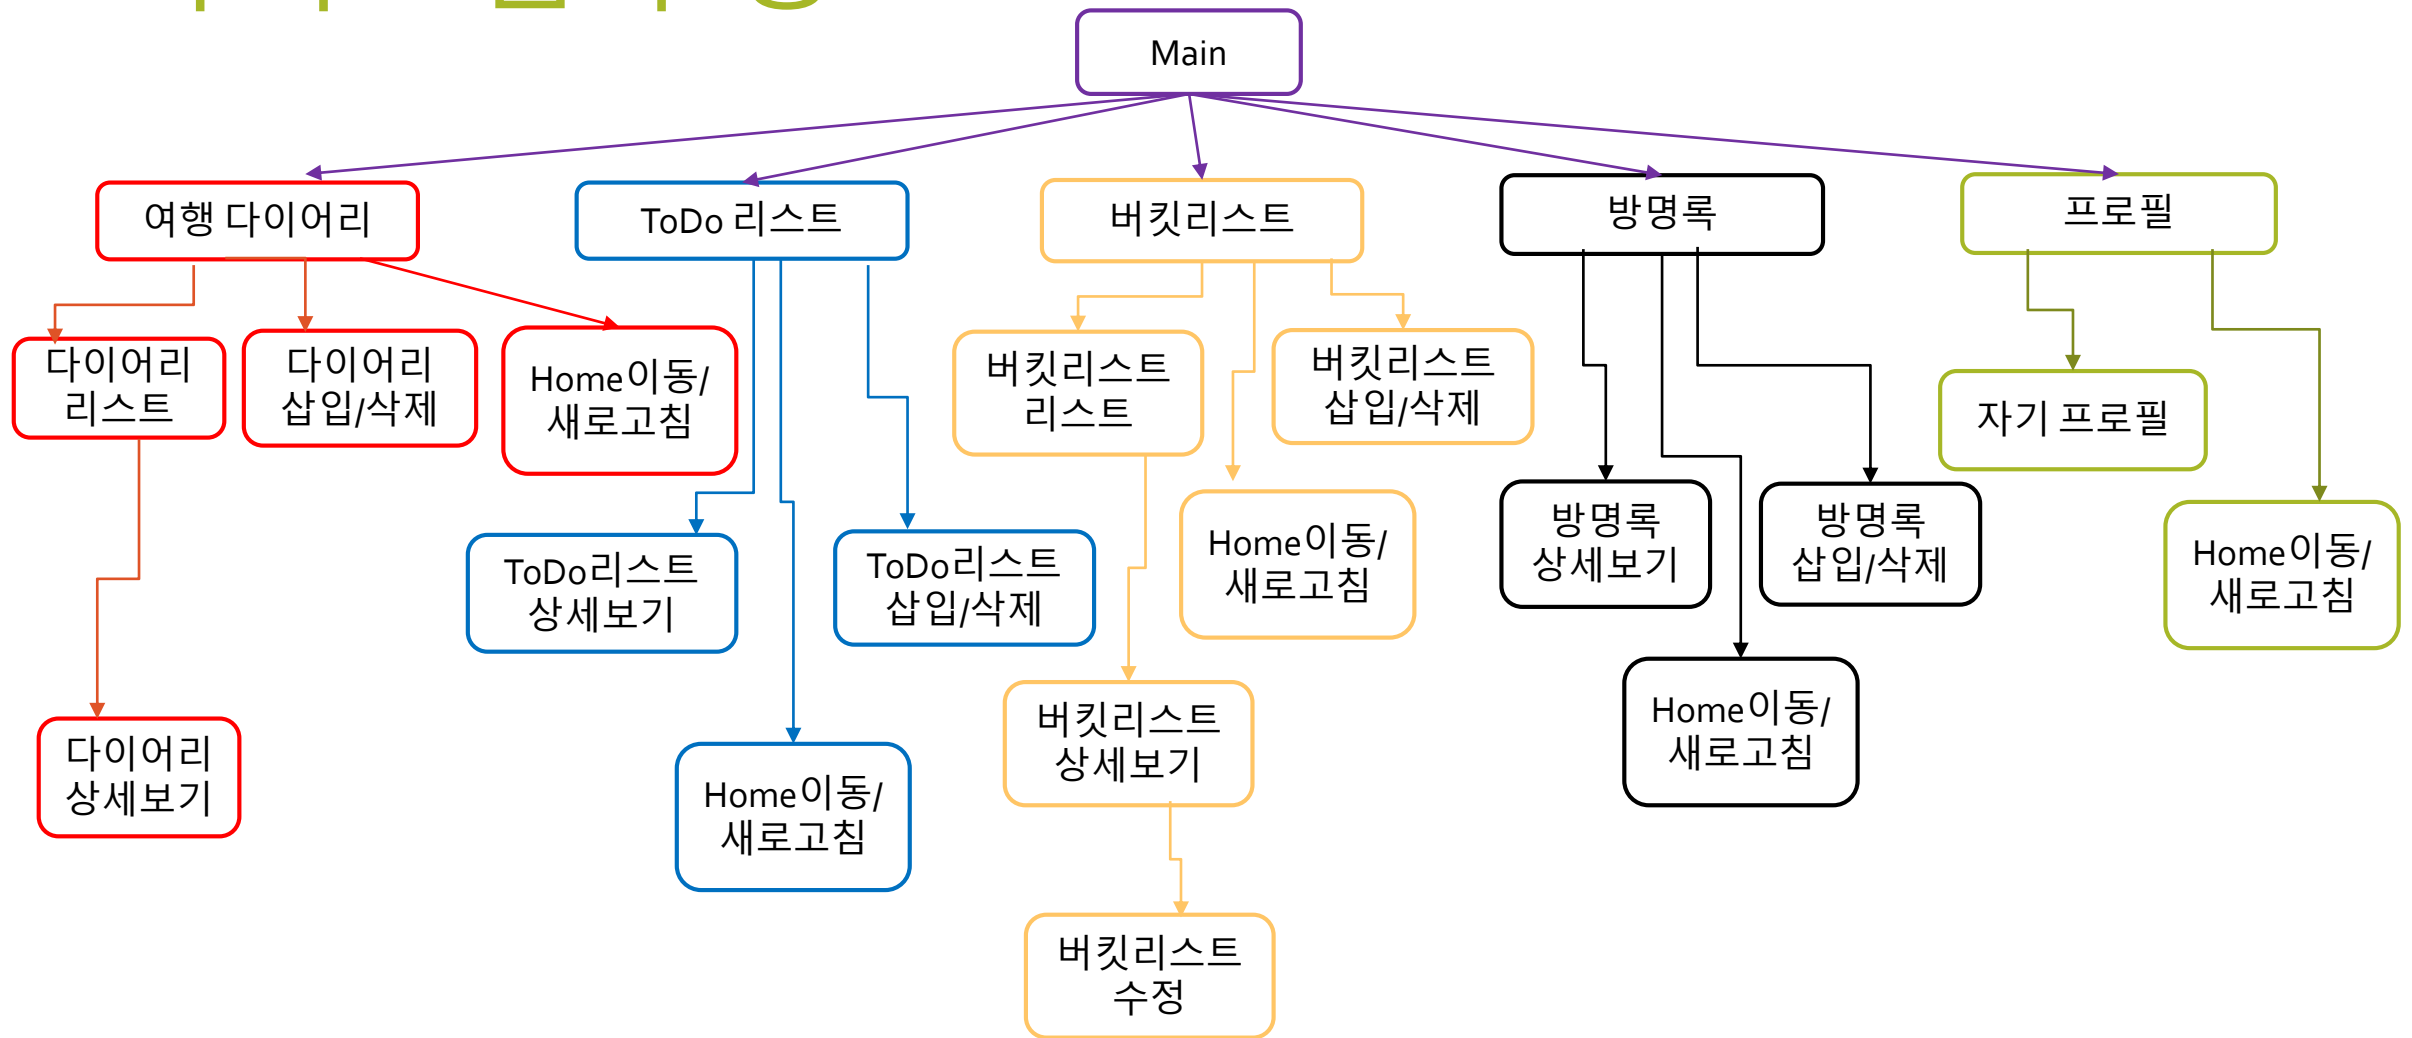 Main
여행 다이어리
ToDo 리스트
버킷리스트
방명록
프로필
다이어리
리스트
다이어리
삽입/삭제
Home이동/
새로고침
버킷리스트
리스트
버킷리스트
삽입/삭제
자기 프로필
ToDo리스트
상세보기
ToDo리스트
삽입/삭제
Home이동/
새로고침
방명록
상세보기
방명록
삽입/삭제
Home이동/
새로고침
다이어리
상세보기
Home이동/
새로고침
버킷리스트
상세보기
Home이동/
새로고침
버킷리스트
수정